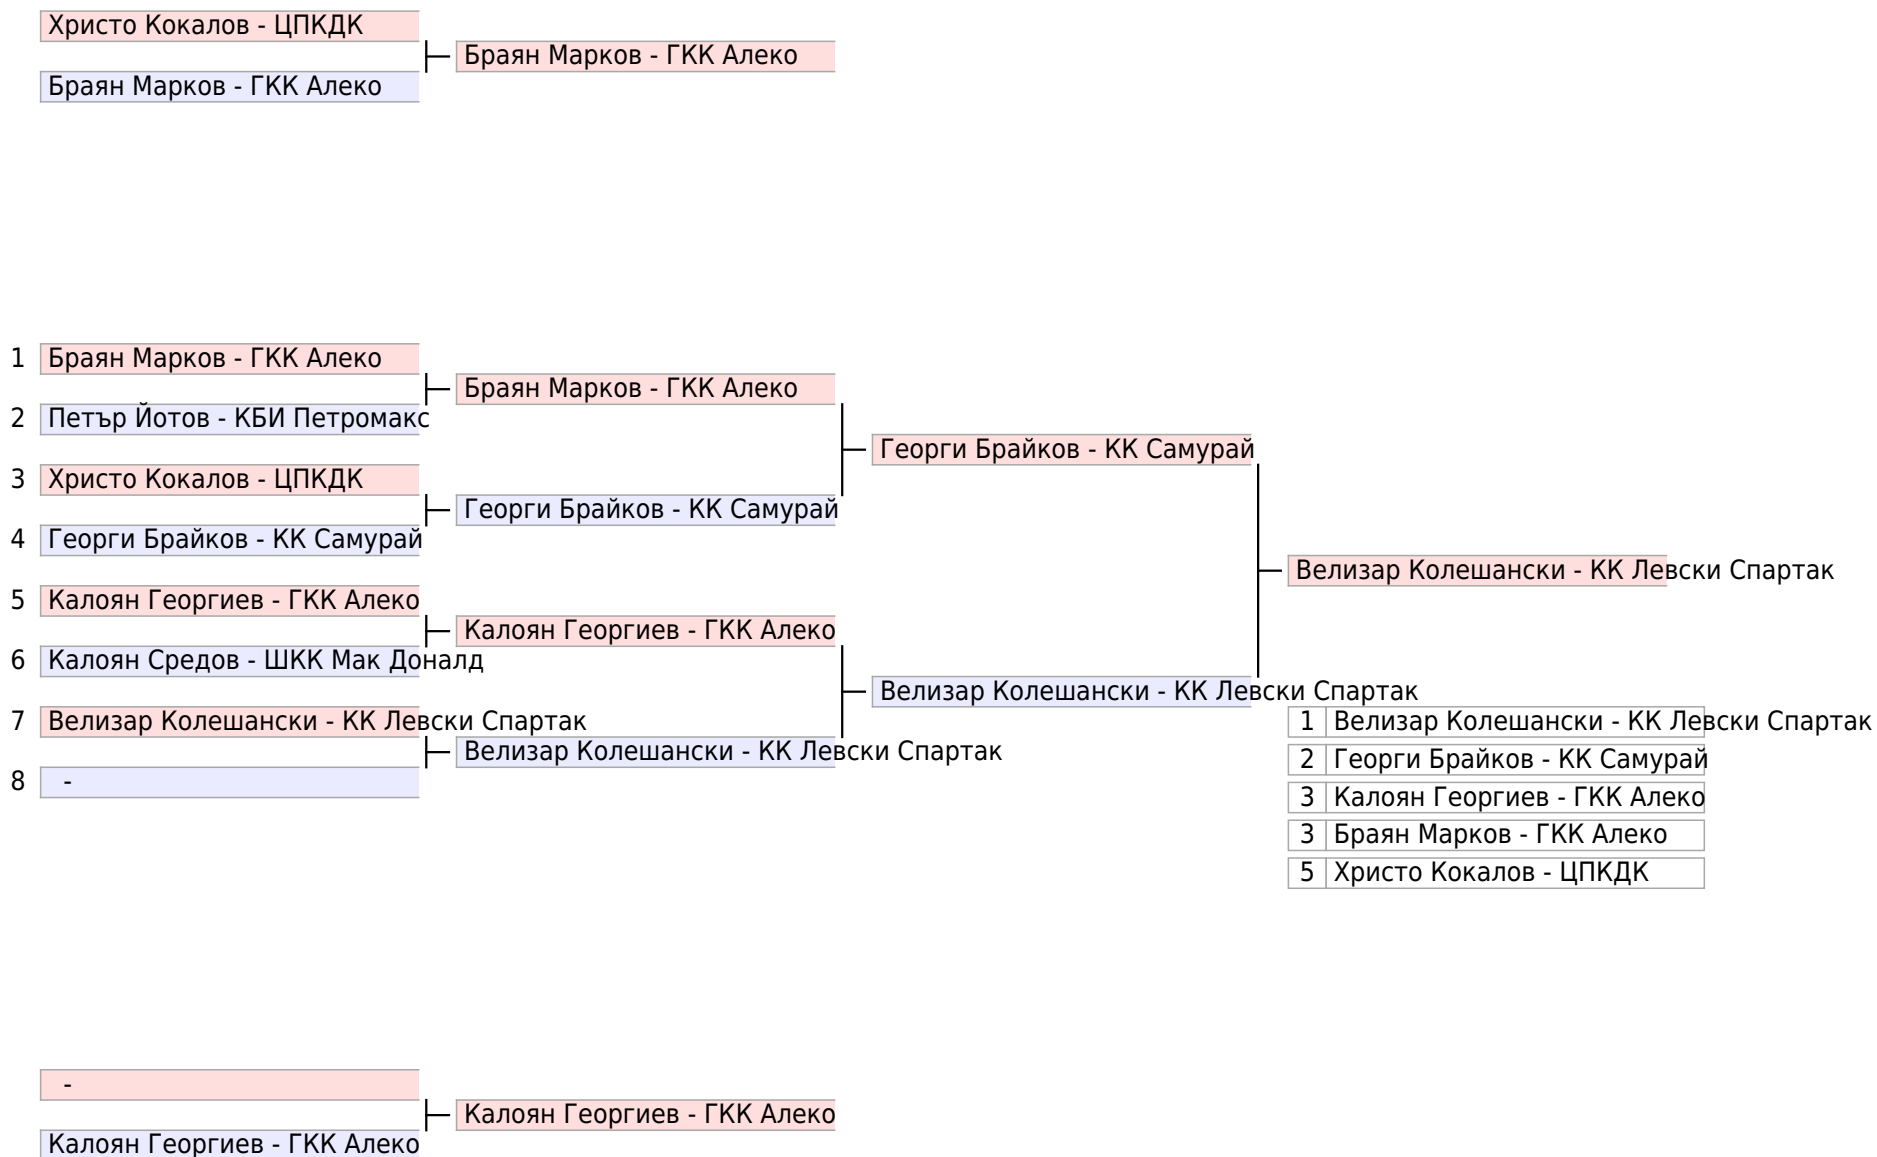 Христо Кокалов - ЦПКДК
Браян Марков - ГКК Алеко
Браян Марков - ГКК Алеко
1 Браян Марков - ГКК Алеко
Браян Марков - ГКК Алеко
2 Петър Йотов - КБИ Петромакс
Георги Брайков - КК Самурай
3 Христо Кокалов - ЦПКДК
Георги Брайков - КК Самурай
4 Георги Брайков - КК Самурай
Велизар Колешански - КК Левски Спартак
5 Калоян Георгиев - ГКК Алеко
Калоян Георгиев - ГКК Алеко
6 Калоян Средов - ШКК Мак Доналд
Велизар Колешански - КК Левски Спартак
7 Велизар Колешански - КК Левски Спартак
Велизар Колешански - КК Левски Спартак
8 -
1 Велизар Колешански - КК Левски Спартак
2 Георги Брайков - КК Самурай
3 Калоян Георгиев - ГКК Алеко
3 Браян Марков - ГКК Алеко
5 Христо Кокалов - ЦПКДК
-
Калоян Георгиев - ГКК Алеко
Калоян Георгиев - ГКК Алеко